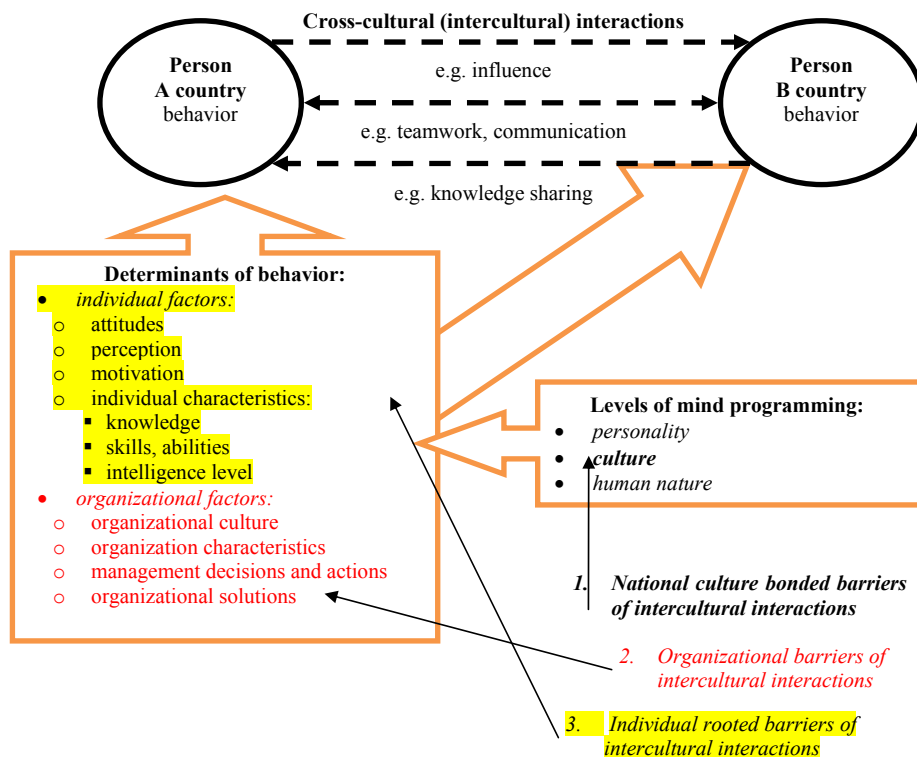 Cross-cultural (intercultural) interactions
Person
A country
behavior
e.g. influence
e.g. teamwork, communication
e.g. knowledge sharing
Person
B country
behavior
Determinants of behavior:
• individual factors:
o attitudes
o perception
o motivation
o individual characteristics:
▪ knowledge
▪ skills, abilities
▪ intelligence level
• organizational factors:
o organizational culture
o organization characteristics
o management decisions and actions
o organizational solutions
Levels of mind programming:
• personality
• culture
• human nature
1. National culture bonded barriers
of intercultural interactions
2. Organizational barriers of
intercultural interactions
3. Individual rooted barriers of
intercultural interactions